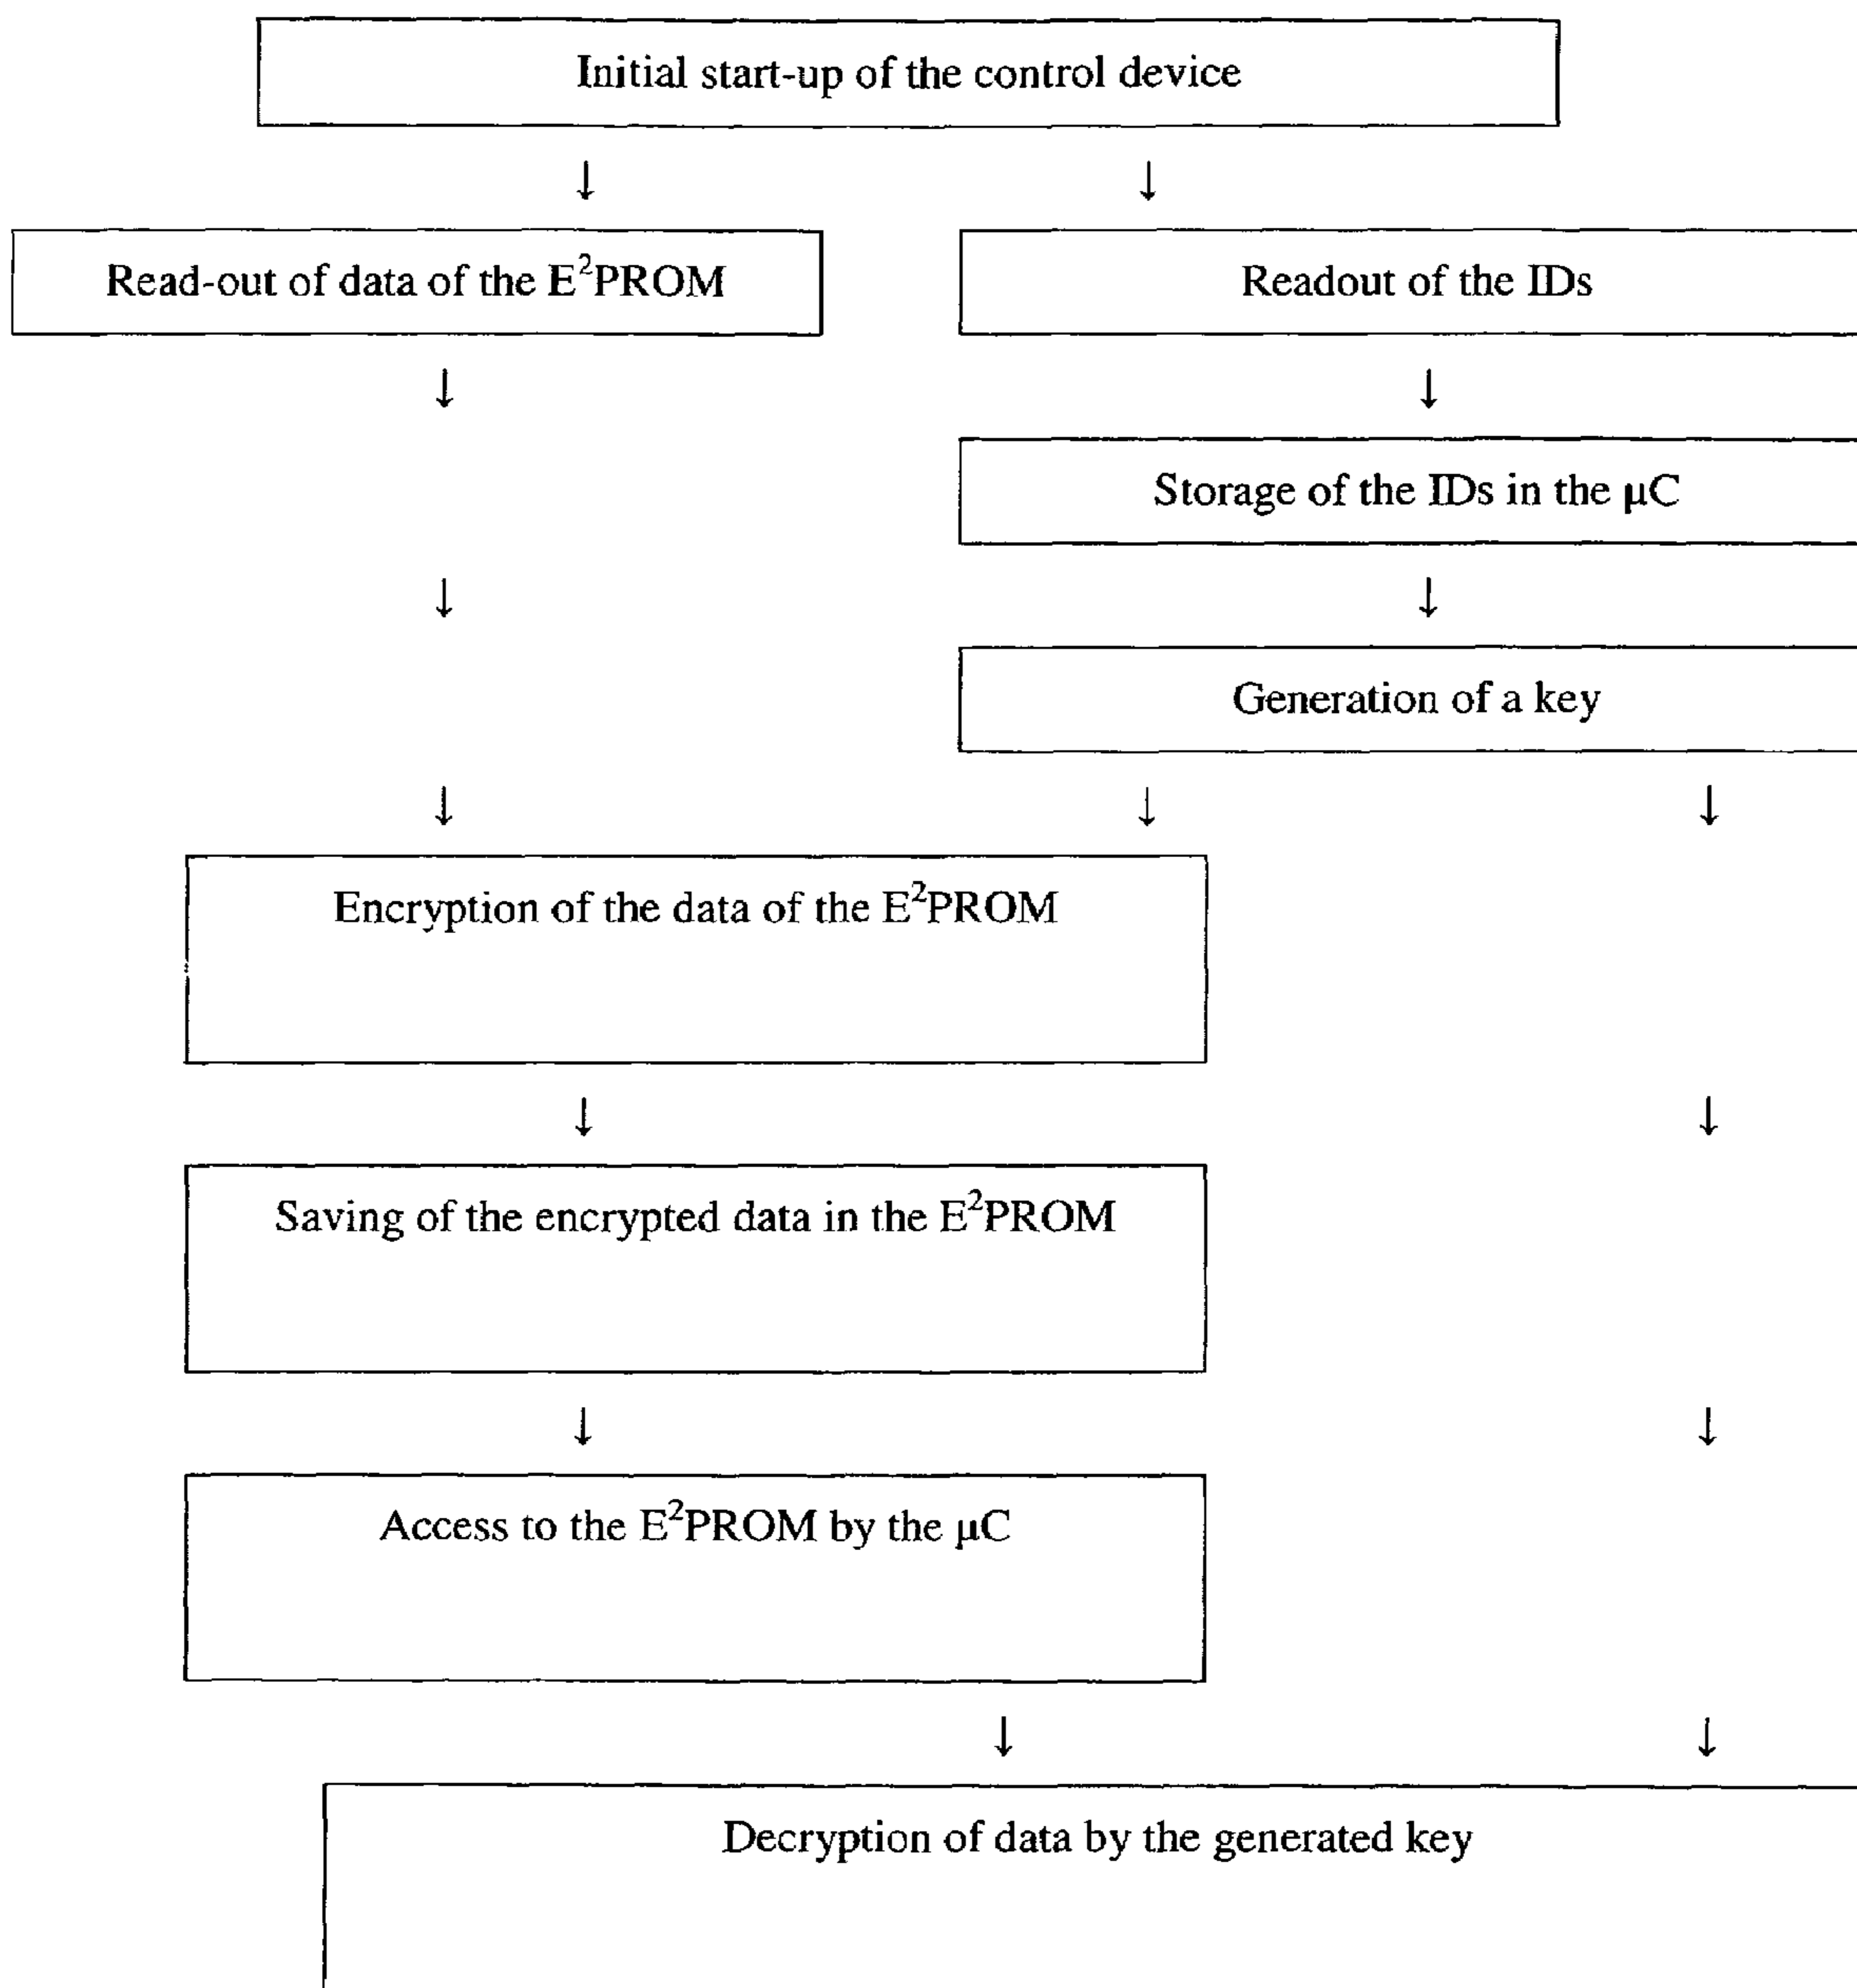 Initial start-up of the control device
↓ ↓
Read-out of data of the E²PROM Readout of the IDs
↓ ↓
Storage of the IDs in the µC
↓ ↓
Generation of a key
↓ ↓ ↓
Encryption of the data of the E²PROM
↓ ↓
Saving of the encrypted data in the E²PROM
↓ ↓
Access to the E²PROM by the µC
↓ ↓
Decryption of data by the generated key